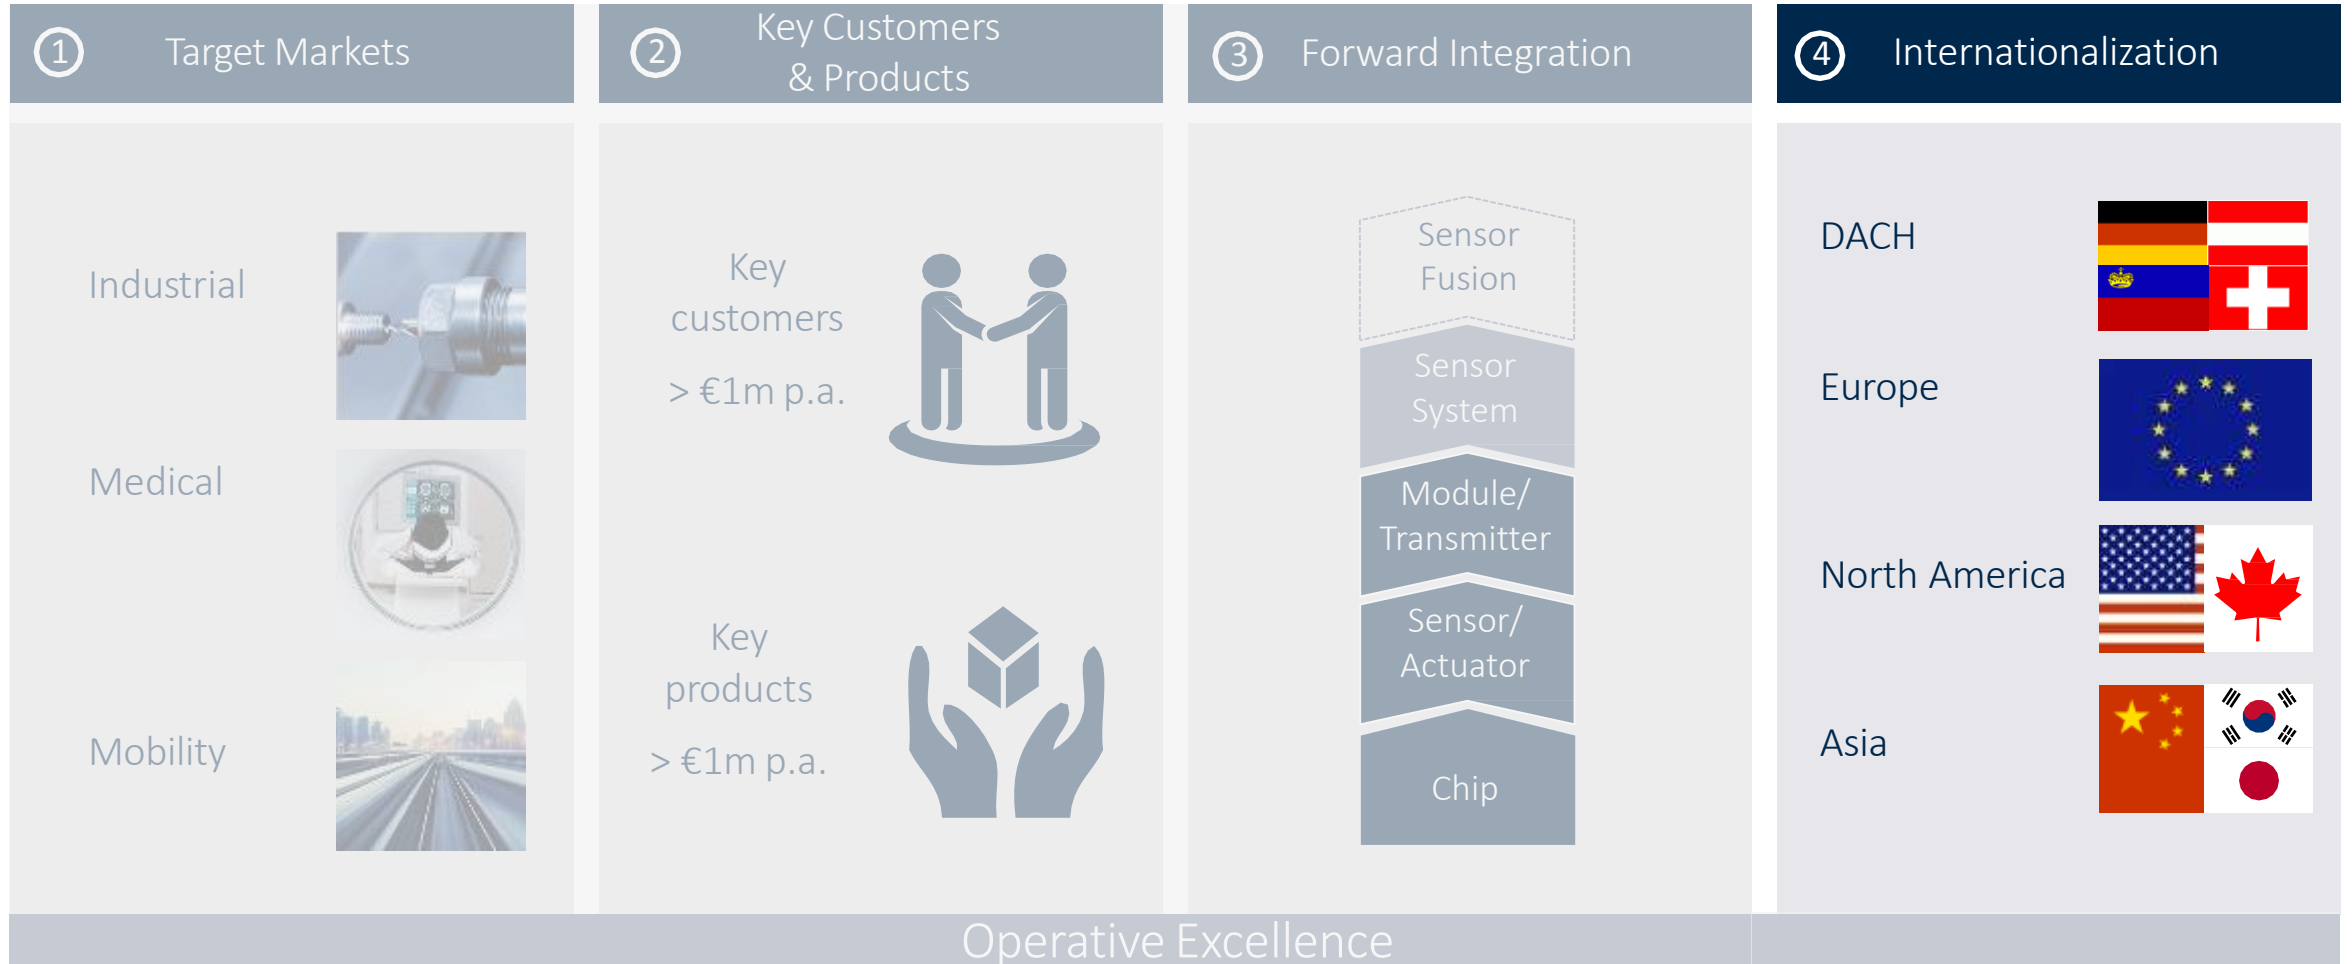 1
Target Markets
Industrial
Medical
Mobility
2
Key Customers
& Products
Key
customers
> €1m p.a.
Key
products
> €1m p.a.
3
Forward Integration
Sensor
Fusion
Sensor
System
Module/
Transmitter
Sensor/
Actuator
Chip
4
Internationalization
DACH
Europe
North America
Asia
Operative Excellence